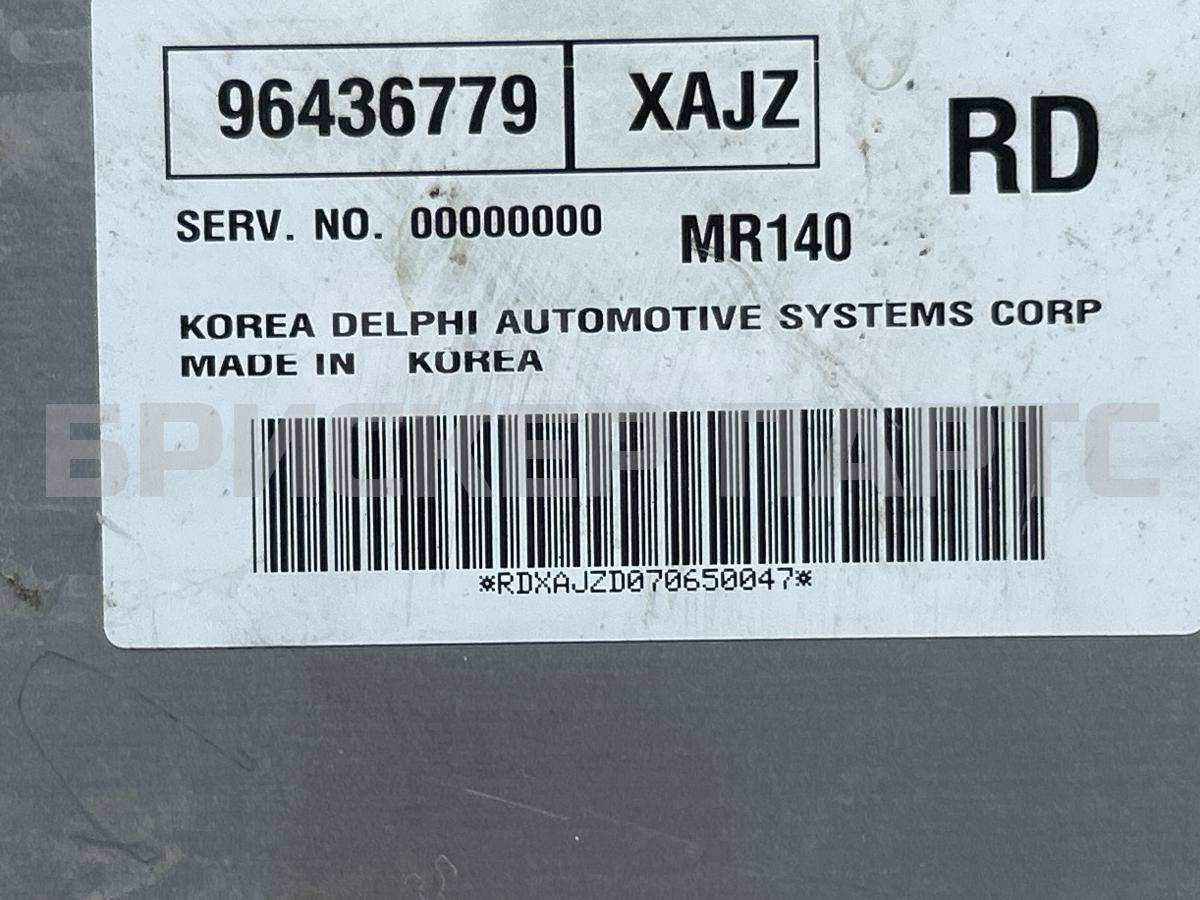 96436779 XAJZ
RD
SERV. NO. 00000000 MR140
KOREA DELPHI AUTOMOTIVE SYSTEMS CORP
MADE IN KOREA
БРИСКЕР ПАРТС
*RDXAJZD070650047*